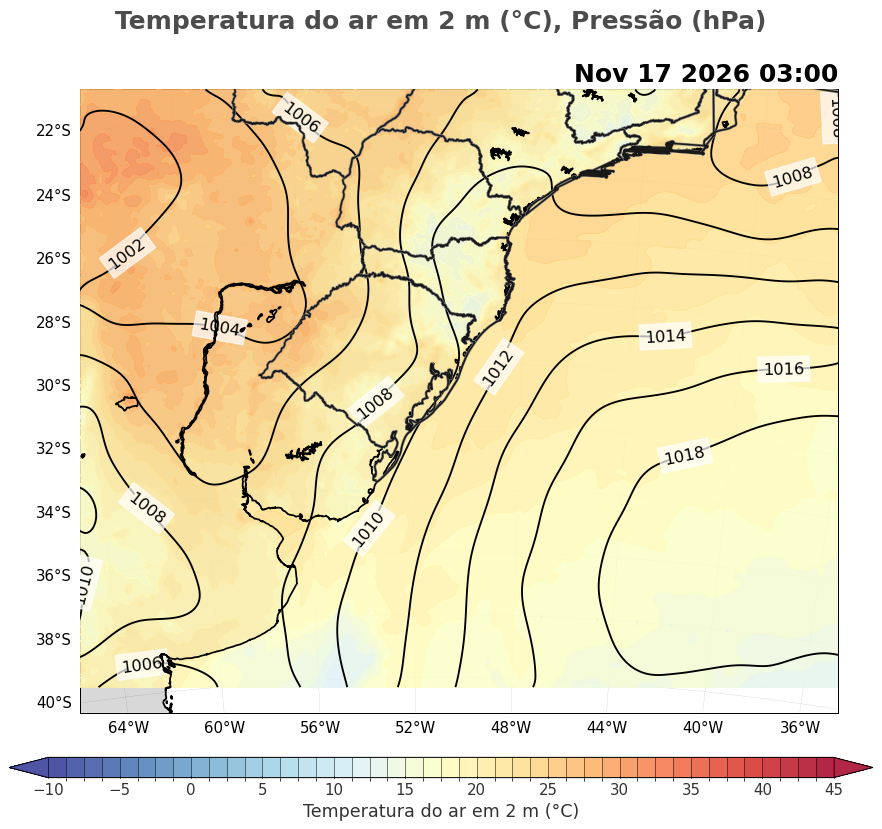 Temperatura do ar em 2 m (°C), Pressão (hPa)
Nov 17 2026 03:00
1006
1008
1002
1004
1014
1012
1016
1008
1018
1008
1010
1010
1006
22°S
24°S
26°S
28°S
30°S
32°S
34°S
36°S
38°S
40°S
64°W 60°W 56°W 52°W 48°W 44°W 40°W 36°W
−10 −5 0 5 10 15 20 25 30 35 40 45
Temperatura do ar em 2 m (°C)